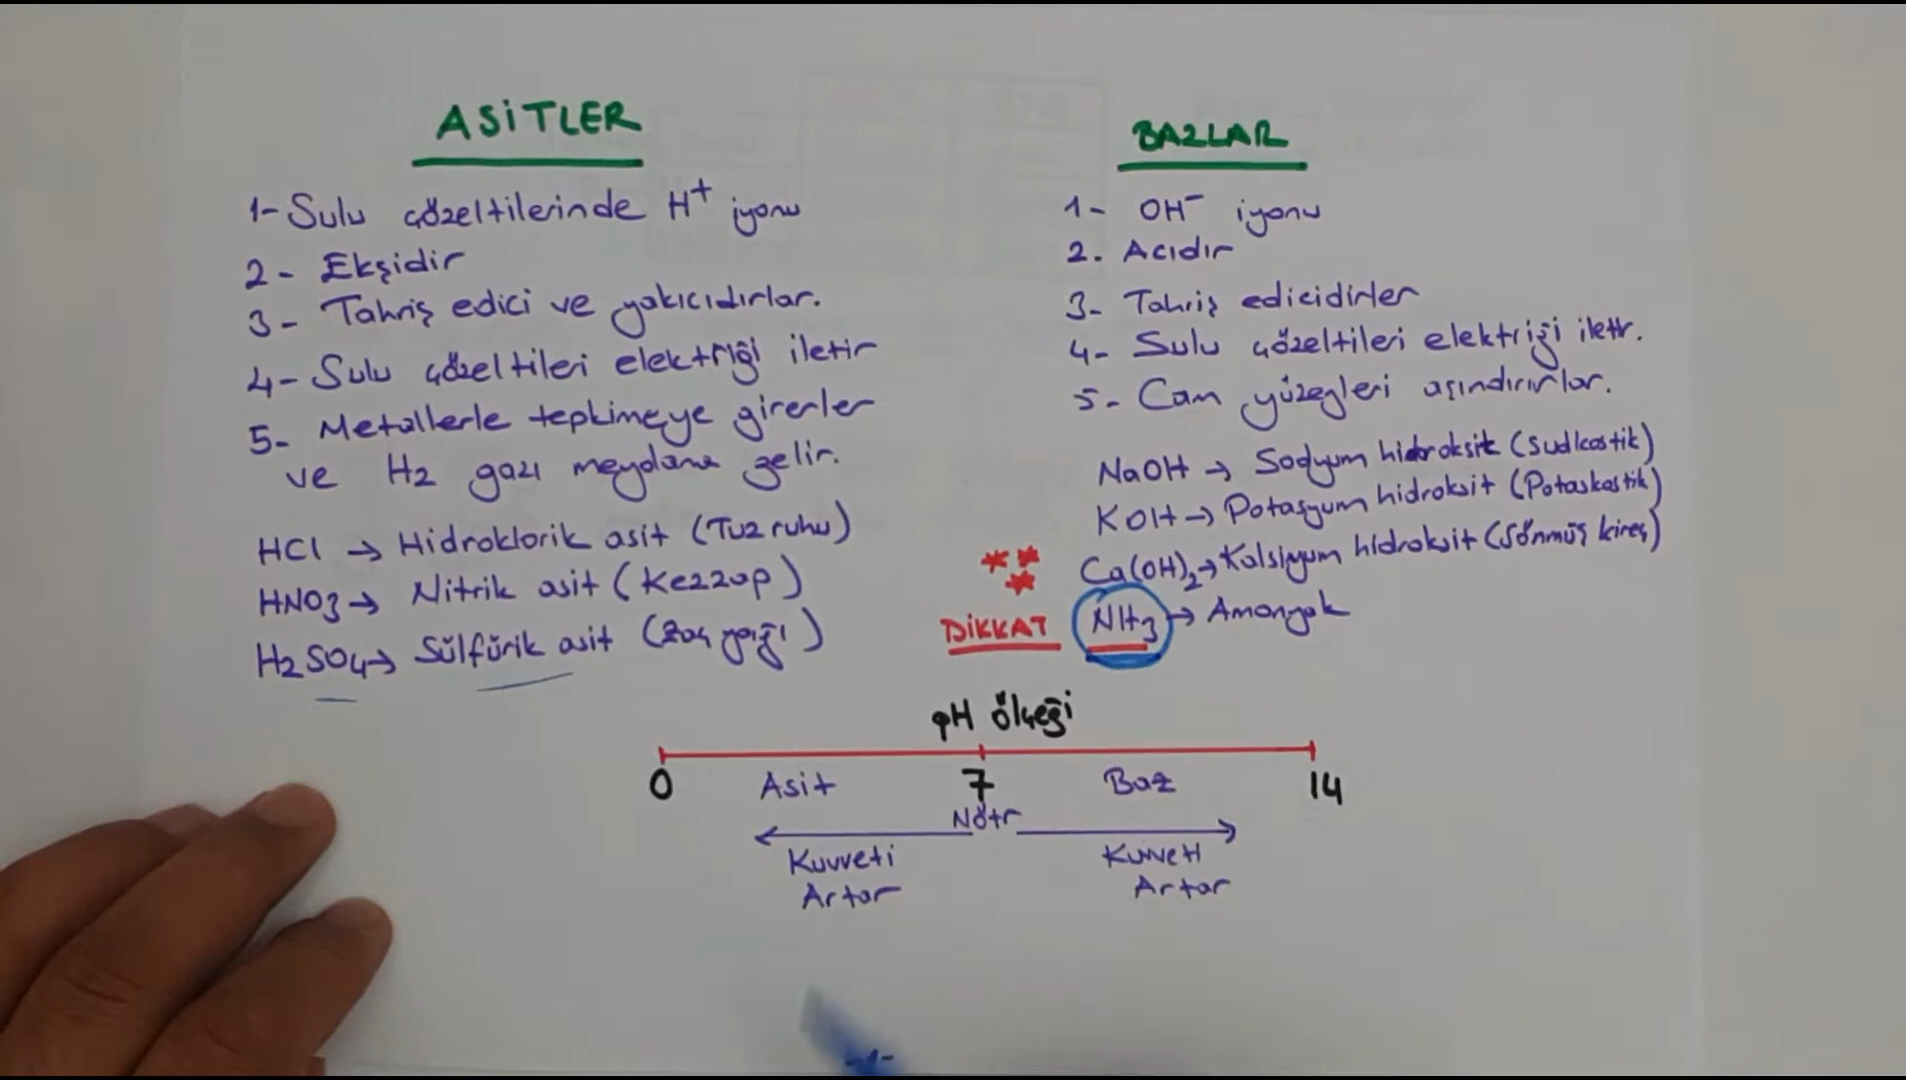 ASİTLER
1- Sulu çözeltilerinde H+ iyonu
2- Ekşidir
3- Tahriş edici ve yakıcıdırlar.
4- Sulu çözeltileri elektriği iletir
5- Metallerle tepkimeye girerler
ve H2 gazı meydana gelir.
HCl → Hidroklorik asit (Tuz ruhu)
HNO3 → Nitrik asit (Kezzap)
H2SO4 → Sülfürik asit (Zaç yağı)
BAZLAR
1- OH- iyonu
2. Acıdır
3- Tahriş edicidirler
4- Sulu çözeltileri elektriği iletir.
5- Cam yüzeyleri aşındırırlar.
NaOH → Sodyum hidroksit (Sudkostik)
KOH → Potasyum hidroksit (Potaskostik)
Ca(OH)2 → Kalsiyum hidroksit (Sönmüş kireç)
DİKKAT NH3 → Amonyak
pH ölçeği
0 Asit 7 Baz 14
Nötr
Kuvveti Kuvveti
Artar Artar
-1-